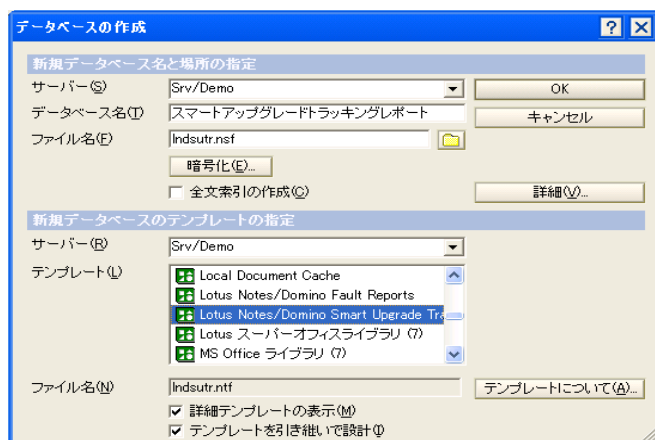 データベースの作成
新規データベース名と場所の指定
サーバー(S) Srv/Demo OK
データベース名(T) スマートアップグレードトラッキングレポート キャンセル
ファイル名(F) lndsutr.nsf
暗号化(E)...
全文索引の作成(C) 詳細(V)...
新規データベースのテンプレートの指定
サーバー(R) Srv/Demo
テンプレート(L) Local Document Cache
Lotus Notes/Domino Fault Reports
Lotus Notes/Domino Smart Upgrade Tra
Lotus スーパーオフィスライブラリ (7)
MS Office ライブラリ (7)
ファイル名(N) lndsutr.ntf テンプレートについて(A)...
詳細テンプレートの表示(M)
テンプレートを引き継いで設計(I)